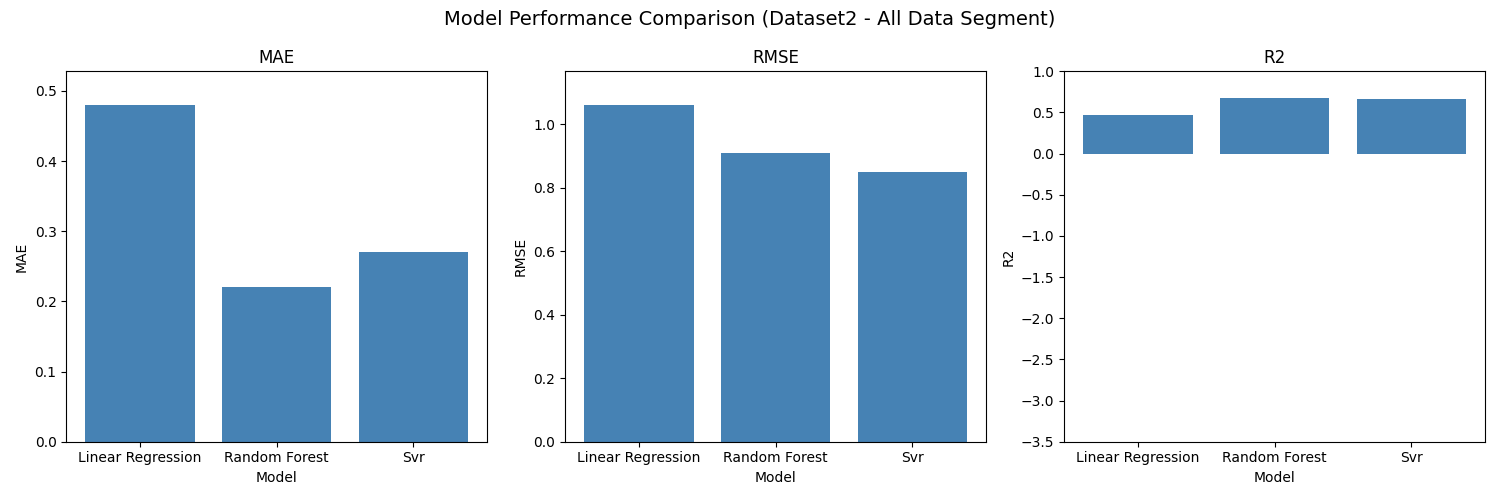 Model Performance Comparison (Dataset2 - All Data Segment)
MAE
0.5
0.4
0.3
0.2
0.1
0.0
MAE
Linear Regression Random Forest Svr
Model
RMSE
1.0
0.8
0.6
0.4
0.2
0.0
RMSE
Linear Regression Random Forest Svr
Model
R2
1.0
0.5
0.0
−0.5
−1.0
−1.5
−2.0
−2.5
−3.0
−3.5
R2
Linear Regression Random Forest Svr
Model